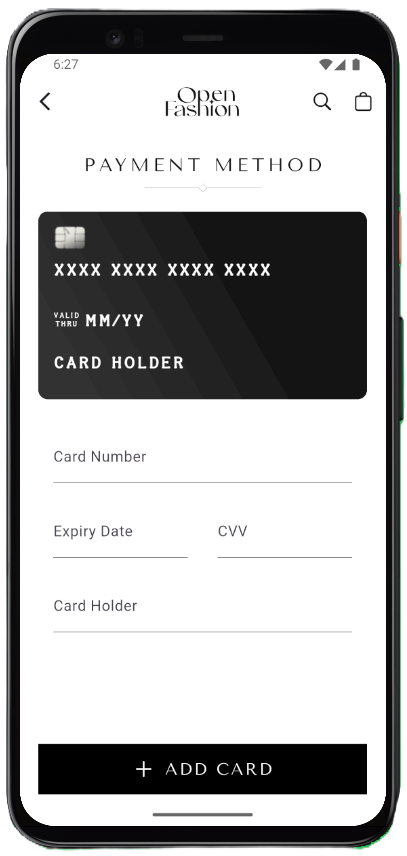 6:27
Open
Fashion
PAYMENT METHOD
XXXX XXXX XXXX XXXX
VALID
THRU MM/YY
CARD HOLDER
Card Number
Expiry Date CVV
Card Holder
+ ADD CARD